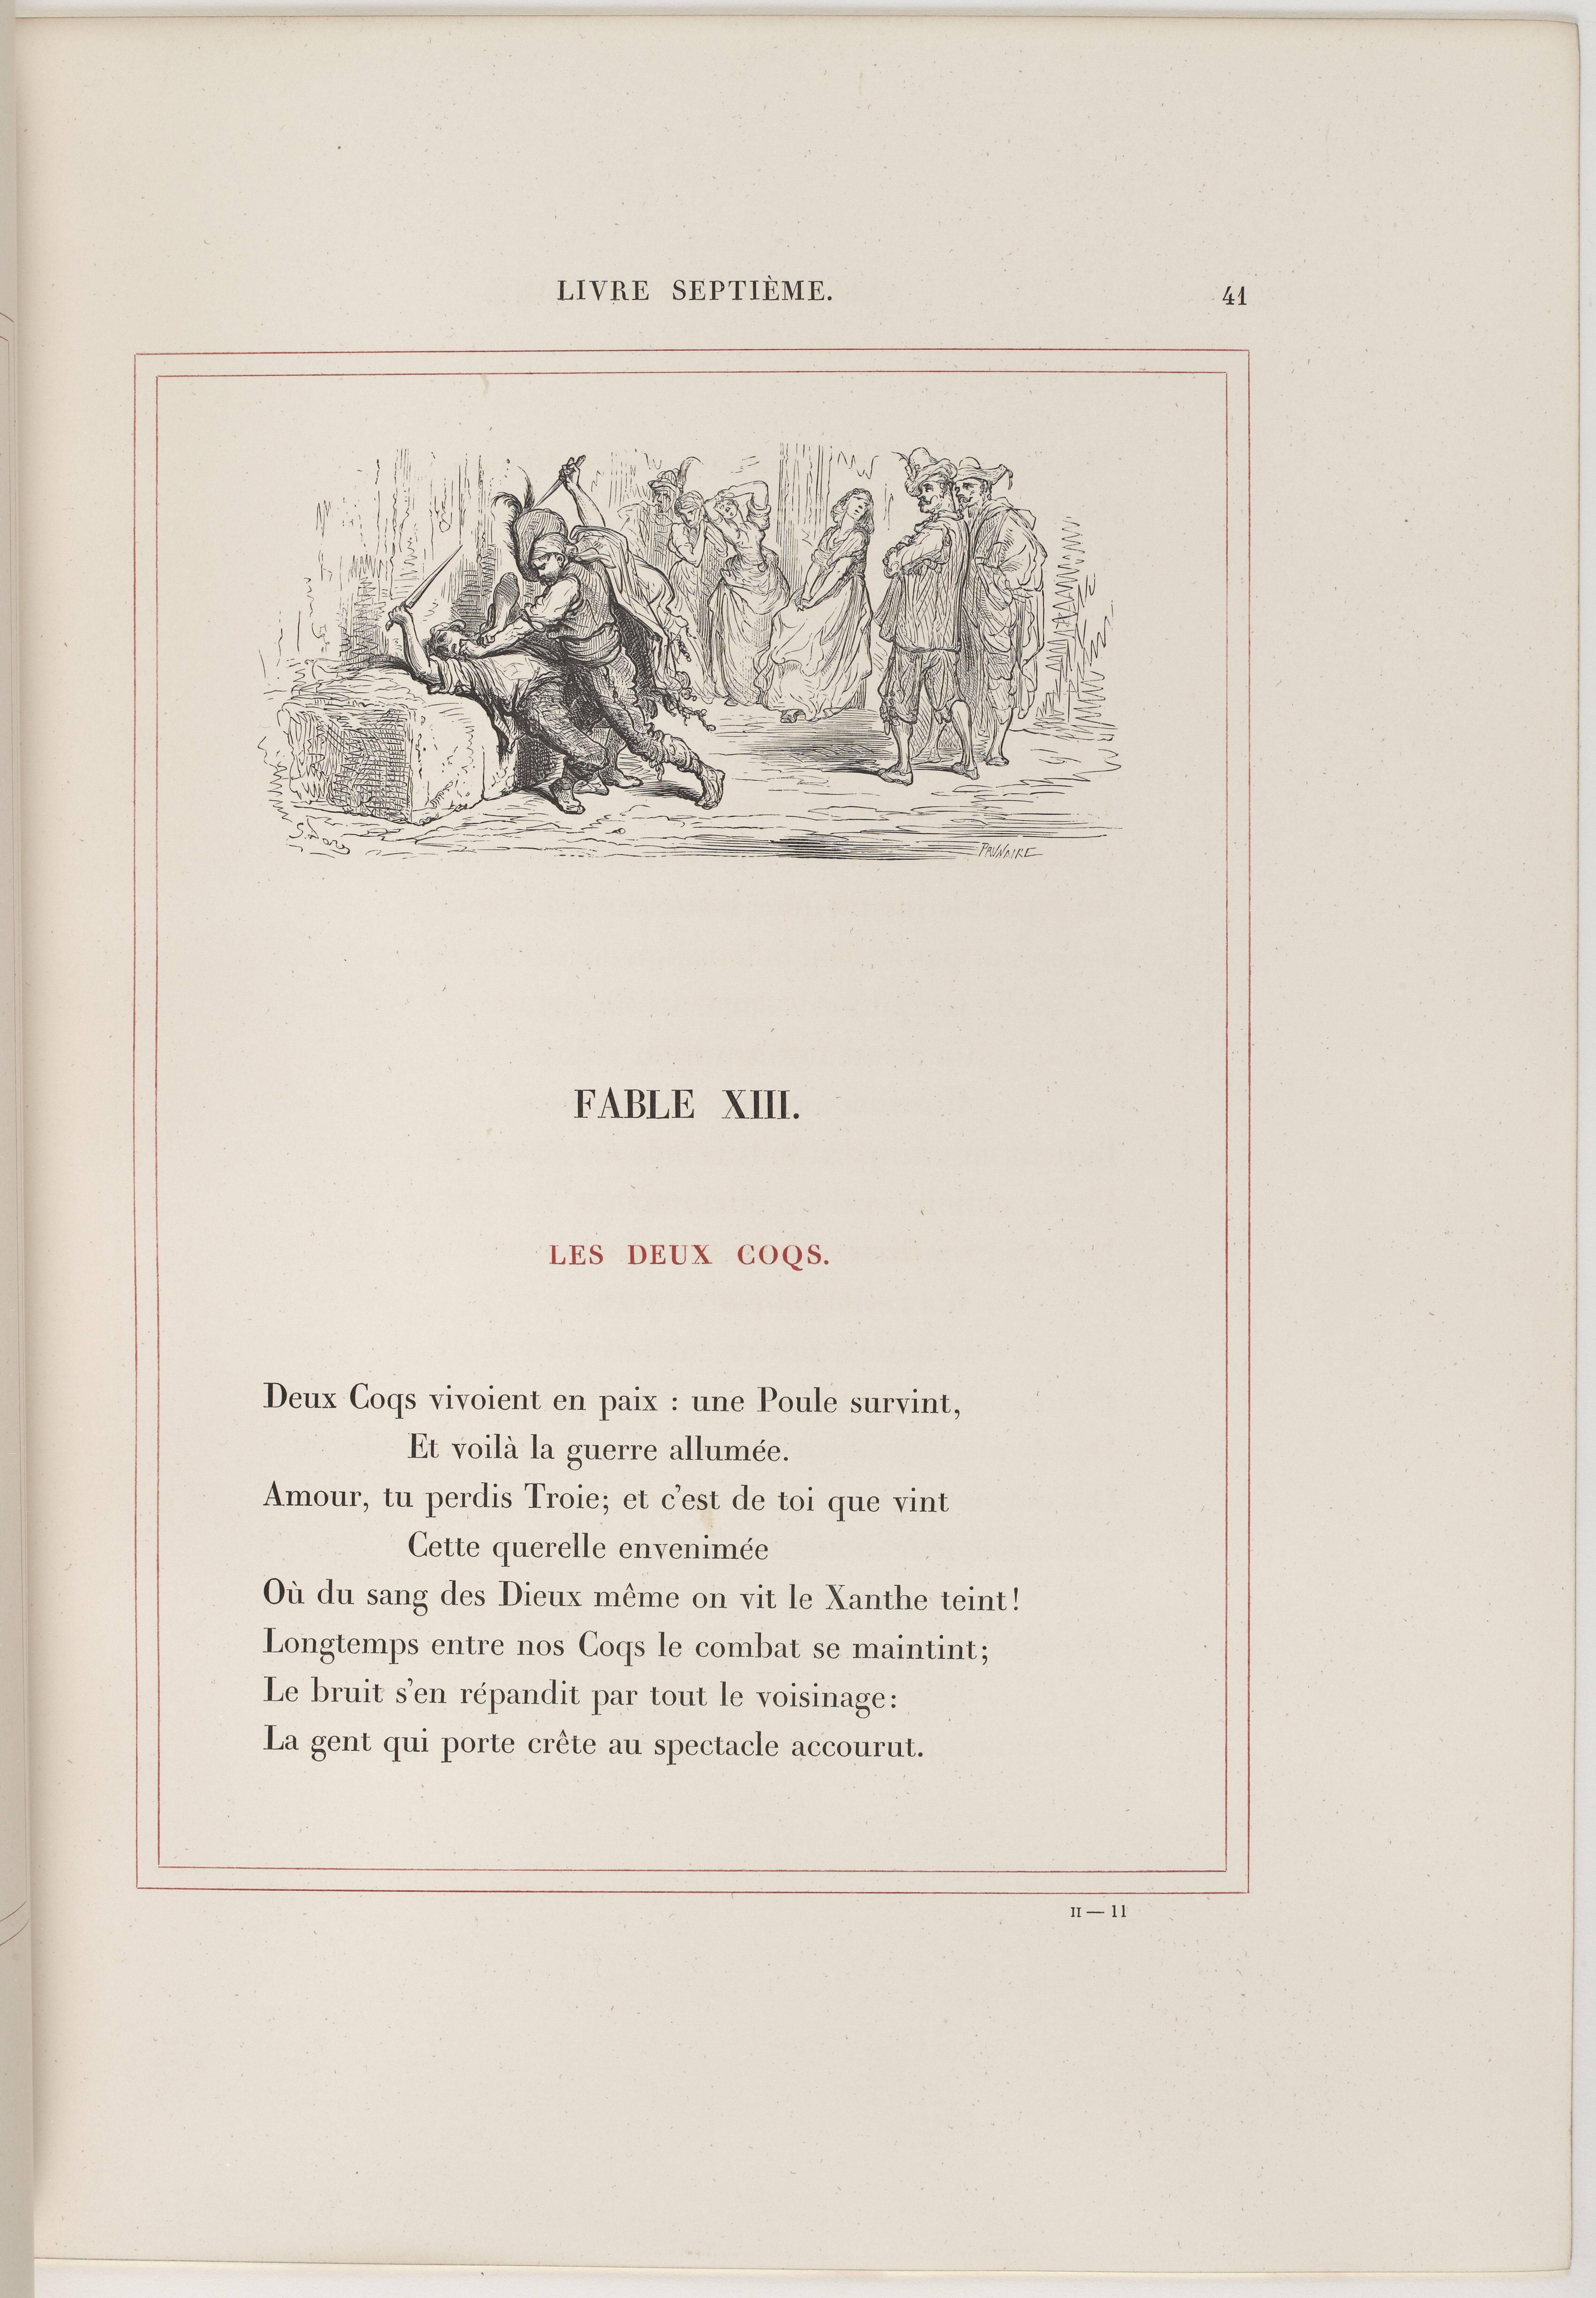 LIVRE SEPTIÈME.
41
G. Doré
PRUNAIRE
FABLE XIII.
LES DEUX COQS.
Deux Coqs vivoient en paix : une Poule survint,
Et voilà la guerre allumée.
Amour, tu perdis Troie; et c'est de toi que vint
Cette querelle envenimée
Où du sang des Dieux même on vit le Xanthe teint!
Longtemps entre nos Coqs le combat se maintint;
Le bruit s'en répandit par tout le voisinage:
La gent qui porte crête au spectacle accourut.
II — 11